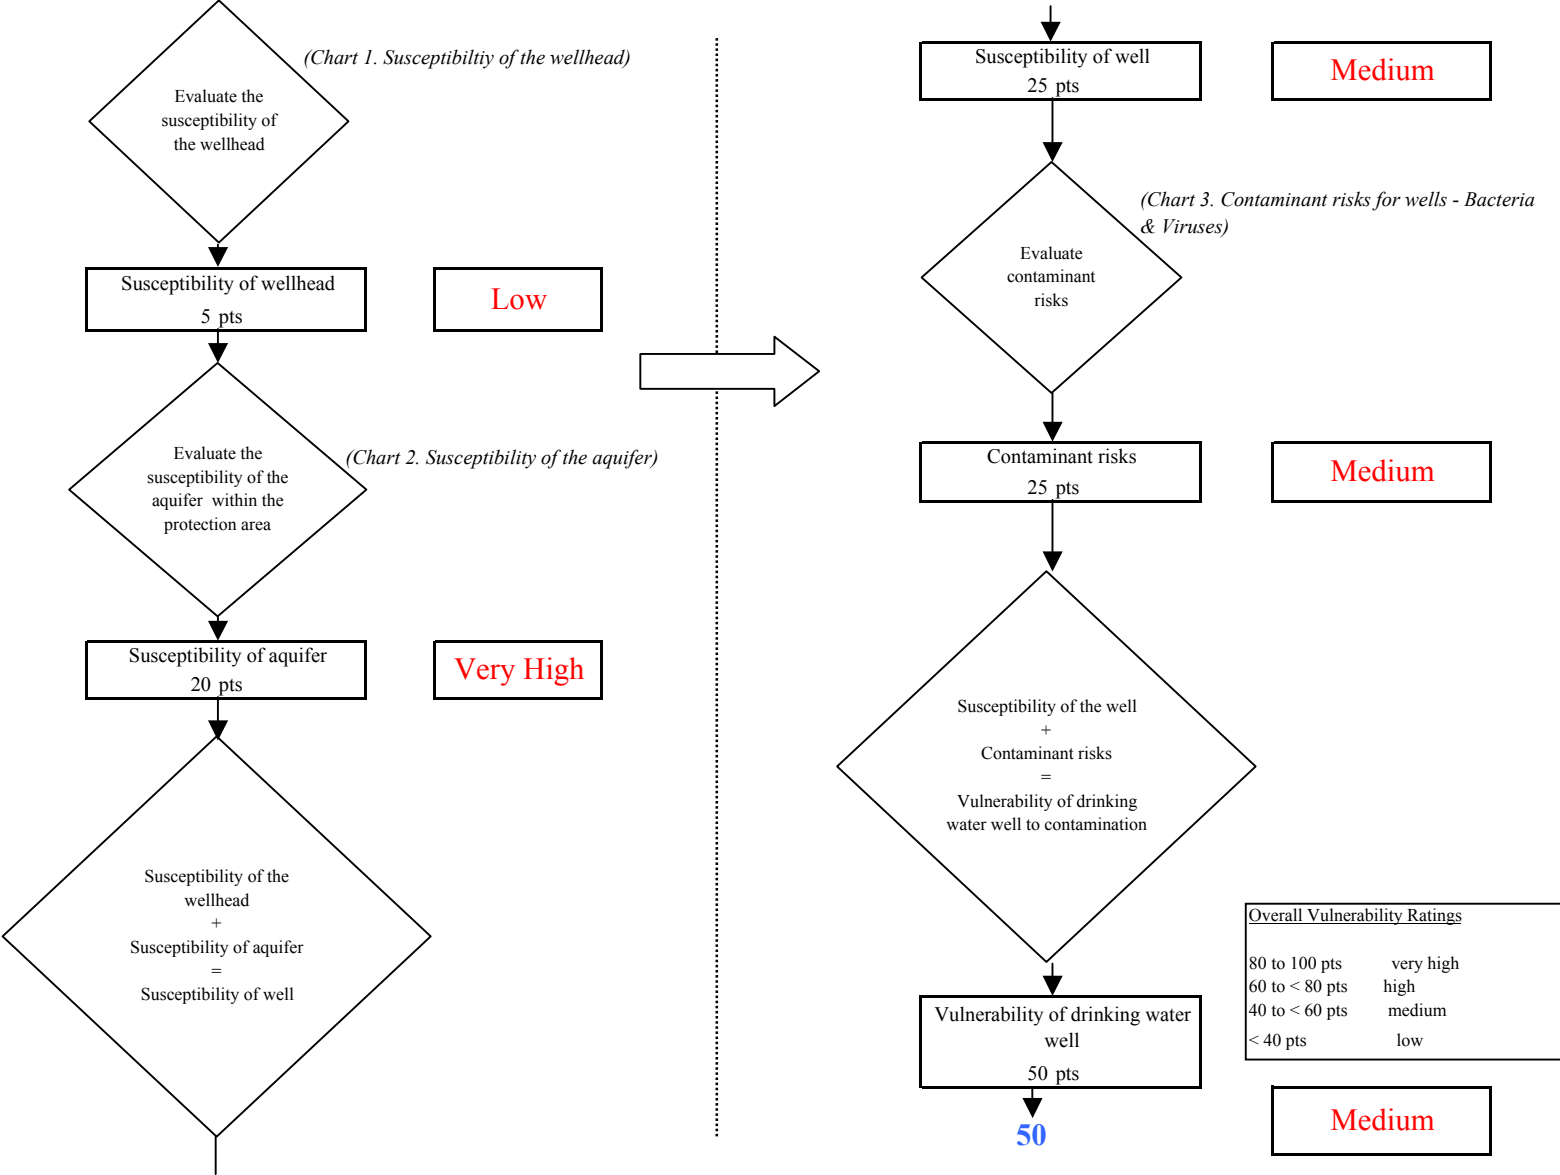 (Chart 1. Susceptibiltiy of the wellhead)
Evaluate the
susceptibility of
the wellhead
Susceptibility of wellhead
5 pts
Low
(Chart 2. Susceptibility of the aquifer)
Evaluate the
susceptibility of the
aquifer within the
protection area
Susceptibility of aquifer
20 pts
Very High
Susceptibility of the
wellhead
+
Susceptibility of aquifer
=
Susceptibility of well
Susceptibility of well
25 pts
Medium
(Chart 3. Contaminant risks for wells - Bacteria
& Viruses)
Evaluate
contaminant
risks
Contaminant risks
25 pts
Medium
Susceptibility of the well
+
Contaminant risks
=
Vulnerability of drinking
water well to contamination
Overall Vulnerability Ratings
80 to 100 pts very high
60 to < 80 pts high
40 to < 60 pts medium
< 40 pts low
Vulnerability of drinking water
well
50 pts
50
Medium